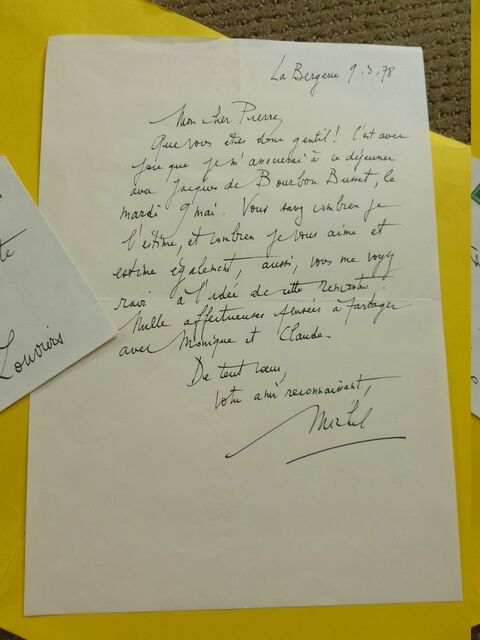 La Bergerie 9.3.78
Mon cher Pierre,
Que vous êtes donc gentil! C'est avec
joie que je m'associerai à ce déjeuner
avec Jacques de Bourbon Busset, le
mardi 9 mai. Vous savez combien je
l'estime, et combien je vous aime et
estime également, aussi, vous me voyez
ravi à l'idée de cette rencontre.
Mille affectueuses pensées à partager
avec Monique et Claude.
De tout cœur,
votre ami reconnaissant,
Michel
Louviers